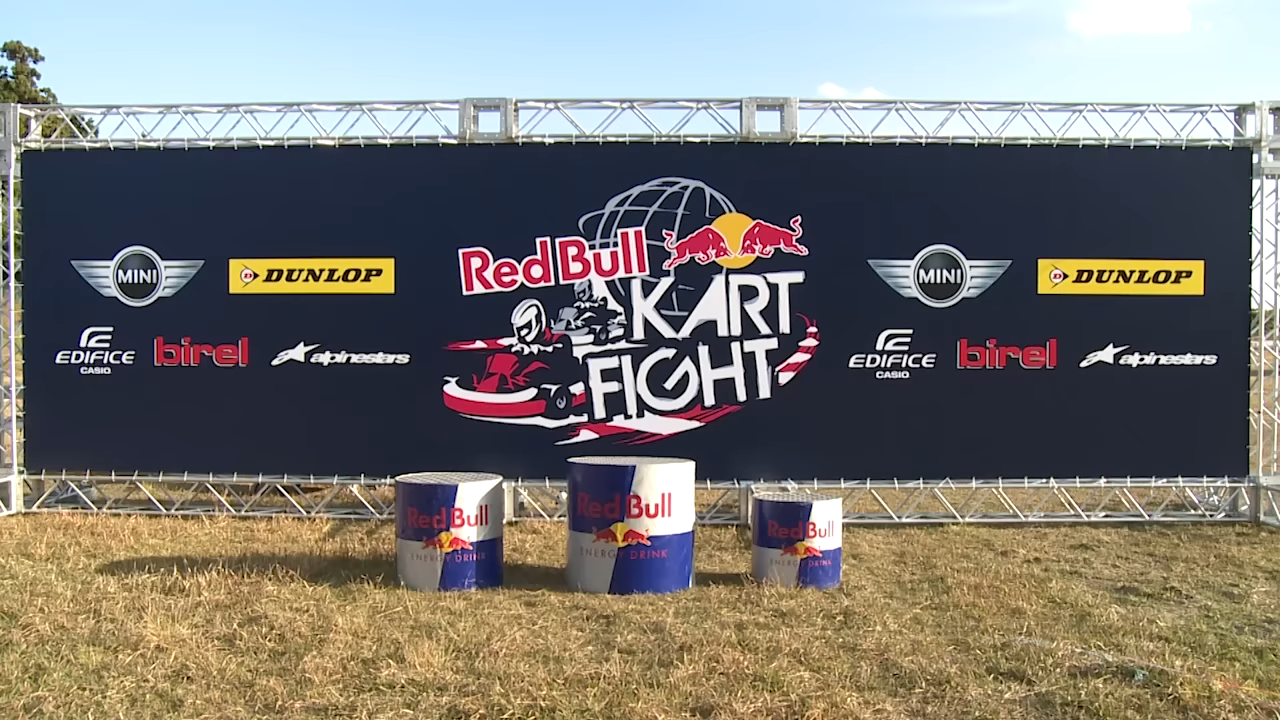 Red Bull
KART
FIGHT
MINI
DUNLOP
EDIFICE
CASIO
birel
alpinestars
MINI
DUNLOP
EDIFICE
CASIO
birel
alpinestars
Red Bull
ENERGY DRINK
Red Bull
ENERGY DRINK
Red Bull
ENERGY DRINK